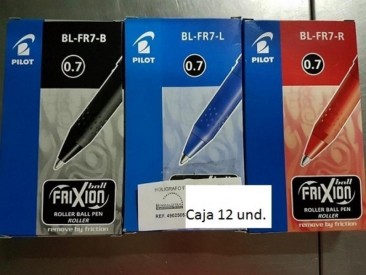 BL-FR7-B
PILOT
0.7
ball
FRIXION
ROLLER BALL PEN
ROLLER
remove by friction
BL-FR7-L
PILOT
0.7
Caja 12 und.
BL-FR7-R
PILOT
0.7
ball
FRIXION
ROLLER BALL PEN
ROLLER
remove by friction